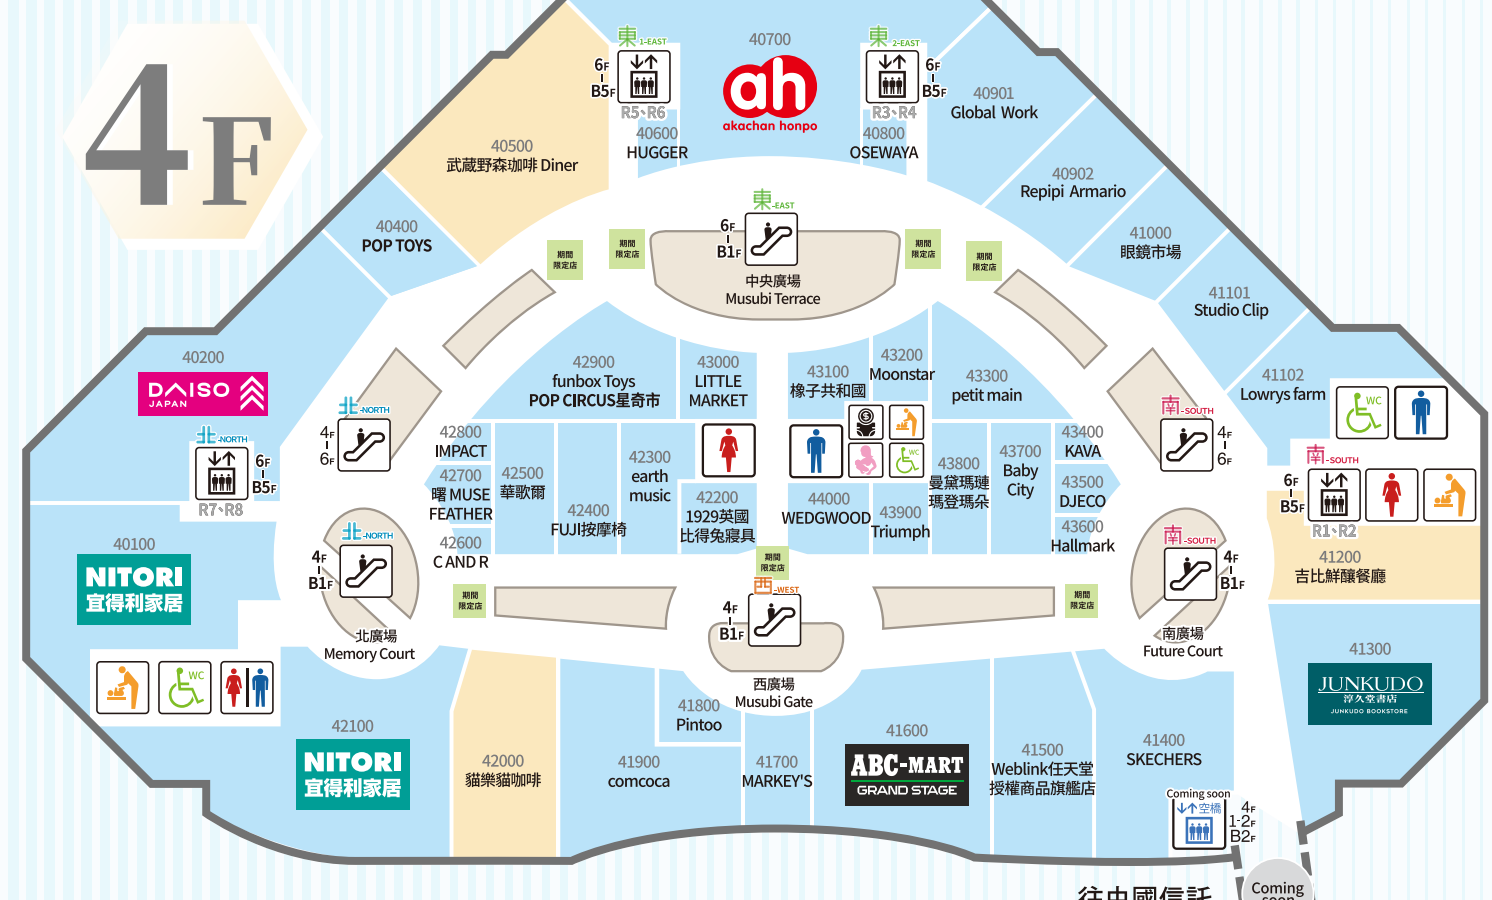 4F
東1-EAST
6F
B5F
R5、R6
40700
ah
akachan honpo
東2-EAST
6F
B5F
R3、R4
40600
HUGGER
40800
OSEWAYA
40901
Global Work
40902
Repipi Armario
41000
眼鏡市場
41101
Studio Clip
41102
Lowrys farm
40500
武蔵野森珈啡 Diner
40400
POP TOYS
東-EAST
6F
B1F
期間
限定店
期間
限定店
期間
限定店
期間
限定店
中央廣場
Musubi Terrace
40200
DAISO
JAPAN
北-NORTH
6F
B5F
R7、R8
北-NORTH
4F
6F
42900
funbox Toys
POP CIRCUS星奇市
43000
LITTLE
MARKET
43100
橡子共和國
43200
Moonstar
43300
petit main
南-SOUTH
4F
6F
WC
南-SOUTH
6F
B5F
R1、R2
42800
IMPACT
42700
曙 MUSE
FEATHER
42600
C AND R
42500
華歌爾
42400
FUJI按摩椅
42300
earth
music
42200
1929英國
比得兔寢具
$
WC
44000
WEDGWOOD
43900
Triumph
43800
曼黛瑪璉
瑪登瑪朵
43700
Baby
City
43400
KAVA
43500
DJECO
43600
Hallmark
40100
NITORI
宜得利家居
北-NORTH
4F
B1F
北廣場
Memory Court
期間
限定店
期間
限定店
西-WEST
4F
B1F
西廣場
Musubi Gate
期間
限定店
南-SOUTH
4F
B1F
南廣場
Future Court
41200
吉比鮮釀餐廳
41300
JUNKUDO
淳久堂書店
JUNKUDO BOOKSTORE
WC
42100
NITORI
宜得利家居
42000
貓樂貓咖啡
41900
comcoca
41800
Pintoo
41700
MARKEY'S
41600
ABC-MART
GRAND STAGE
41500
Weblink任天堂
授權商品旗艦店
41400
SKECHERS
Coming soon
空橋
4F
1-2F
B2F
往中國信託
Coming
soon